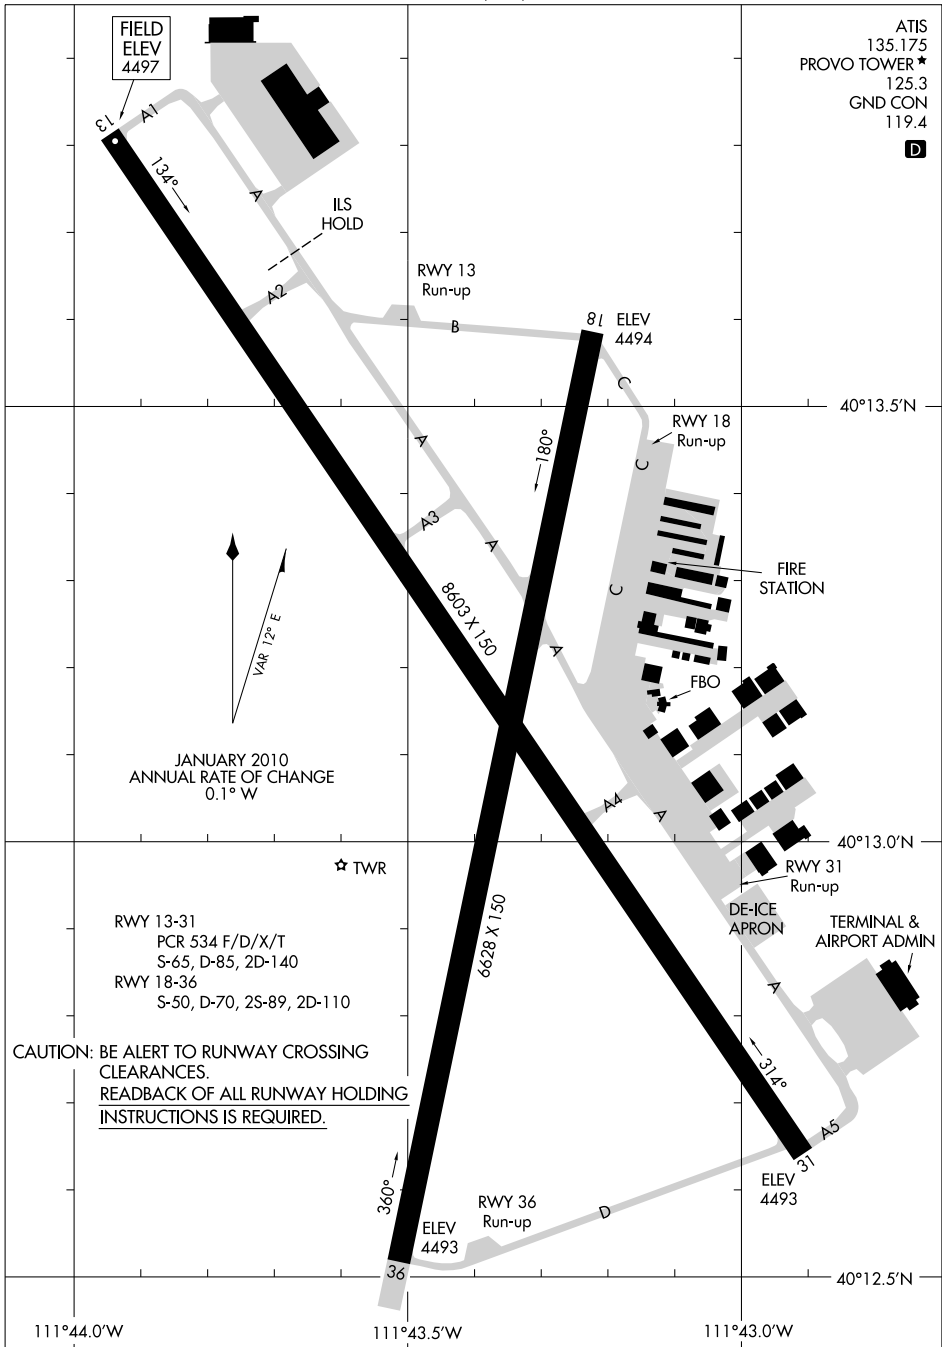 FIELD
ELEV
4497
ATIS
135.175
PROVO TOWER★
125.3
GND CON
119.4
D
13
A1
134°
A
ILS
HOLD
A2
RWY 13
Run-up
B
18
ELEV
4494
C
40°13.5'N
RWY 18
Run-up
A
180°
C
A3
A
FIRE
STATION
C
8603 X 150
VAR 12° E
A
FBO
JANUARY 2010
ANNUAL RATE OF CHANGE
0.1° W
A4
A
40°13.0'N
TWR
RWY 31
Run-up
6628 X 150
DE-ICE
APRON
TERMINAL &
AIRPORT ADMIN
RWY 13-31
PCR 534 F/D/X/T
S-65, D-85, 2D-140
RWY 18-36
S-50, D-70, 2S-89, 2D-110
A
CAUTION: BE ALERT TO RUNWAY CROSSING
CLEARANCES.
READBACK OF ALL RUNWAY HOLDING
INSTRUCTIONS IS REQUIRED.
314°
A5
31
ELEV
4493
360°
RWY 36
Run-up
D
ELEV
4493
36
40°12.5'N
111°44.0'W
111°43.5'W
111°43.0'W